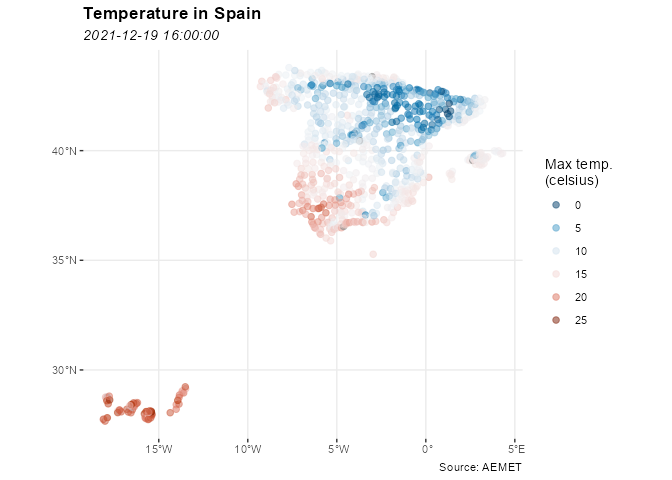 Temperature in Spain
2021-12-19 16:00:00
40°N
35°N
30°N
15°W
10°W
5°W
0°
5°E
Max temp.
(celsius)
0
5
10
15
20
25
Source: AEMET